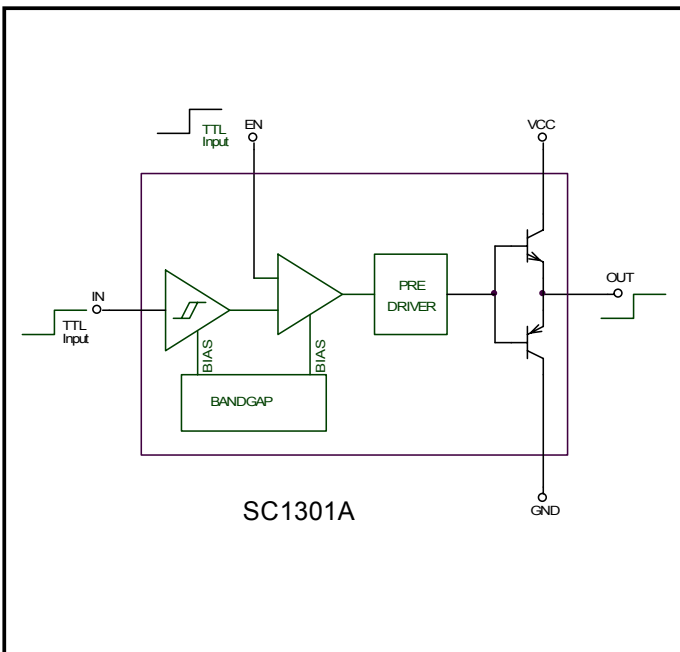 EN
TTL
Input
VCC
IN
TTL
Input
PRE
DRIVER
OUT
BIAS
BIAS
BANDGAP
GND
SC1301A